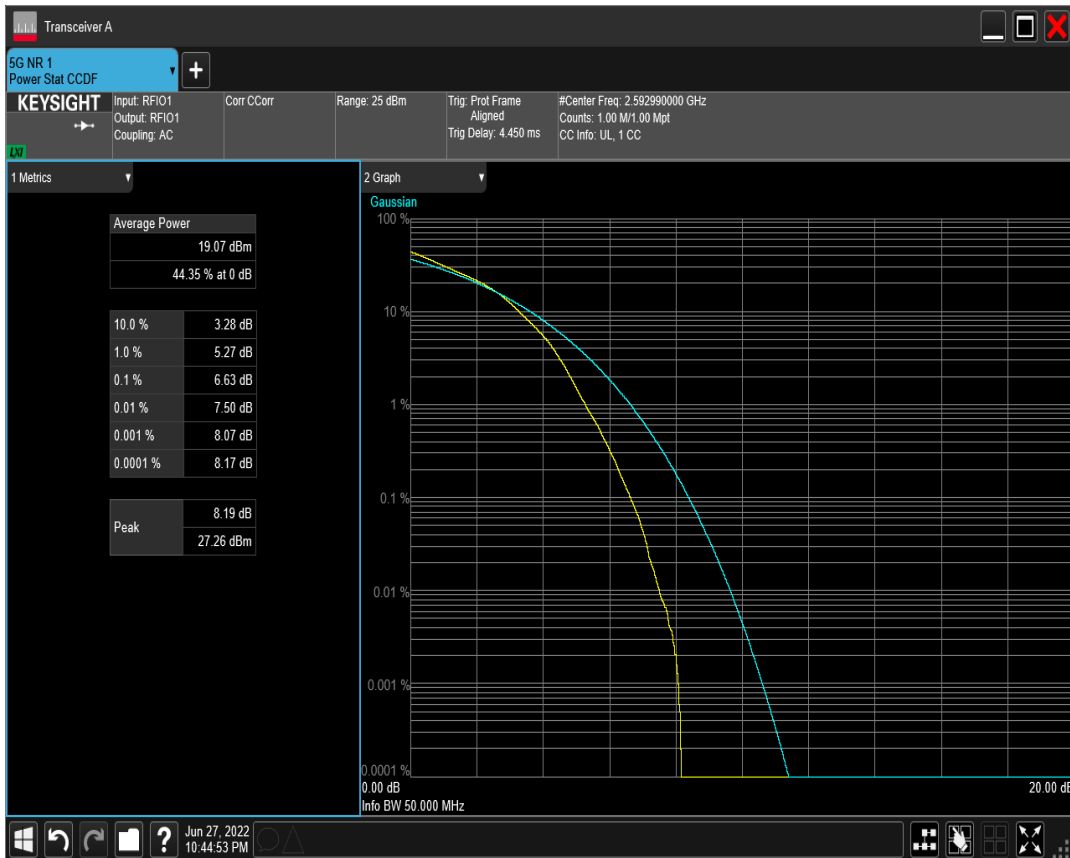 Transceiver A
5G NR 1
Power Stat CCDF
KEYSIGHT
LXI
Input: RFIO1
Output: RFIO1
Coupling: AC
Corr CCorr
Range: 25 dBm
Trig: Prot Frame
Aligned
Trig Delay: 4.450 ms
#Center Freq: 2.592990000 GHz
Counts: 1.00 M/1.00 Mpt
CC Info: UL, 1 CC
1 Metrics
Average Power
19.07 dBm
44.35 % at 0 dB
10.0 % 3.28 dB
1.0 % 5.27 dB
0.1 % 6.63 dB
0.01 % 7.50 dB
0.001 % 8.07 dB
0.0001 % 8.17 dB
Peak
8.19 dB
27.26 dBm
2 Graph
Gaussian
100 %
10 %
1 %
0.1 %
0.01 %
0.001 %
0.0001 %
0.00 dB
20.00 dB
Info BW 50.000 MHz
Jun 27, 2022
10:44:53 PM